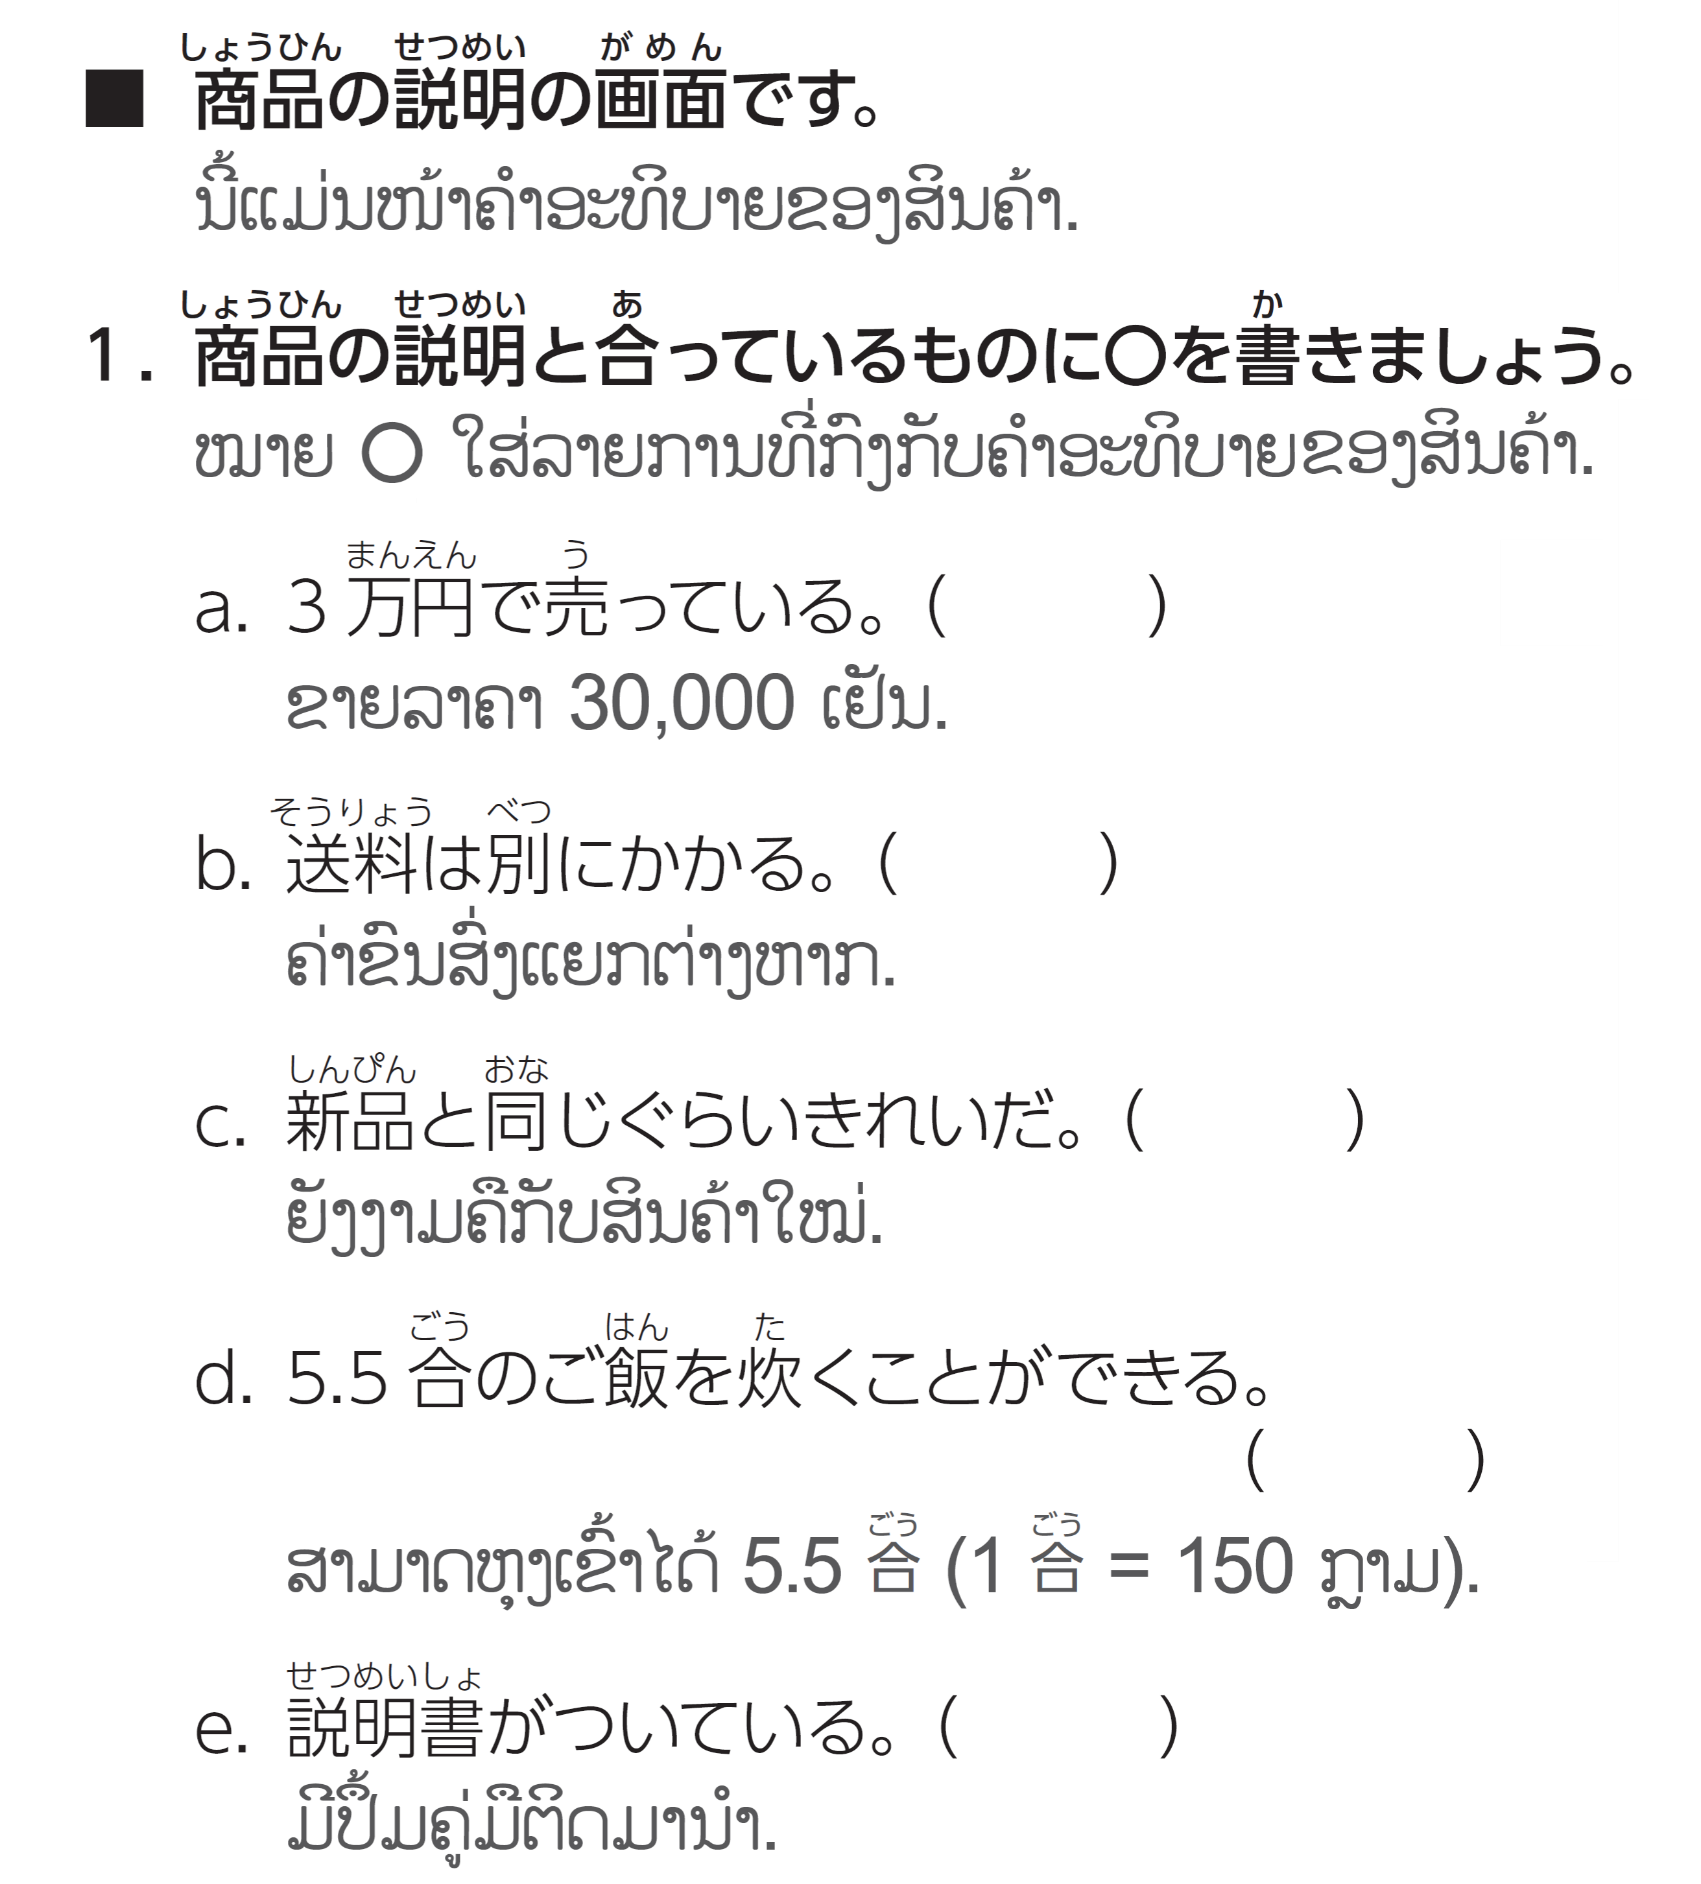 しょうひん せつめい がめん
■ 商品の説明の画面です。
ນີ້ແມ່ນໜ້າຄຳອະທິບາຍຂອງສິນຄ້າ.
しょうひん せつめい あ か
1. 商品の説明と合っているものに〇を書きましょう。
ໝາຍ ○ ໃສ່ລາຍການທີ່ກົງກັບຄຳອະທິບາຍຂອງສິນຄ້າ.
まんえん う
a. 3万円で売っている。( )
ຂາຍລາຄາ 30,000 ເຢັນ.
そうりょう べつ
b. 送料は別にかかる。( )
ຄ່າຂົນສົ່ງແຍກຕ່າງຫາກ.
しんぴん おな
c. 新品と同じぐらいきれいだ。( )
ຍັງງາມຄືກັບສິນຄ້າໃໝ່.
ごう はん た
d. 5.5合のご飯を炊くことができる。
( )
ごう ごう
ສາມາດຫຸງເຂົ້າໄດ້ 5.5 合 (1 合 = 150 ກຼາມ).
せつめいしょ
e. 説明書がついている。( )
ມີປຶ້ມຄູ່ມືຕິດມານຳ.